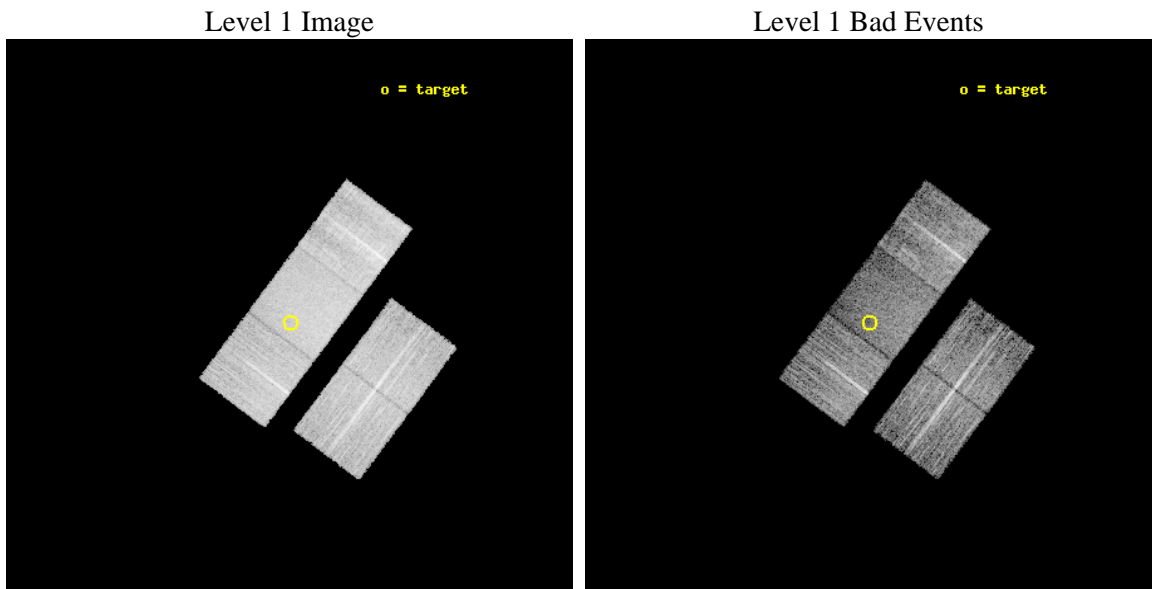 Level 1 Image
Level 1 Bad Events
o = target
o = target